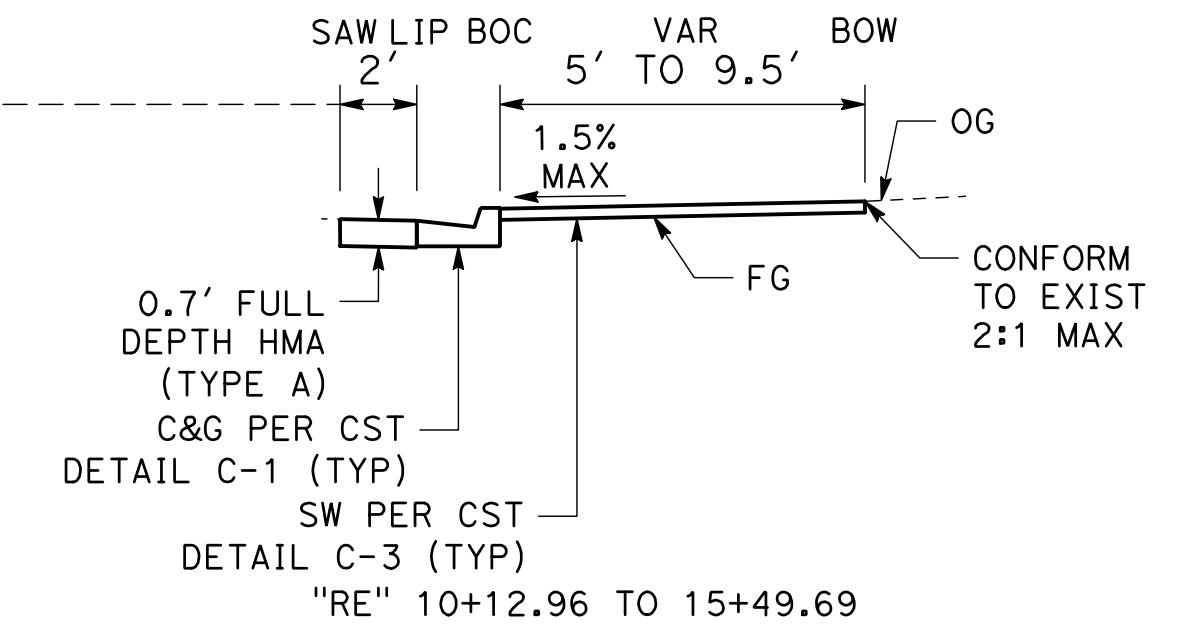 SAW LIP BOC VAR BOW
2' 5' TO 9.5'
OG
1.5%
MAX
CONFORM
TO EXIST
2:1 MAX
FG
0.7' FULL
DEPTH HMA
(TYPE A)
C&G PER CST
DETAIL C-1 (TYP)
SW PER CST
DETAIL C-3 (TYP)
"RE" 10+12.96 TO 15+49.69